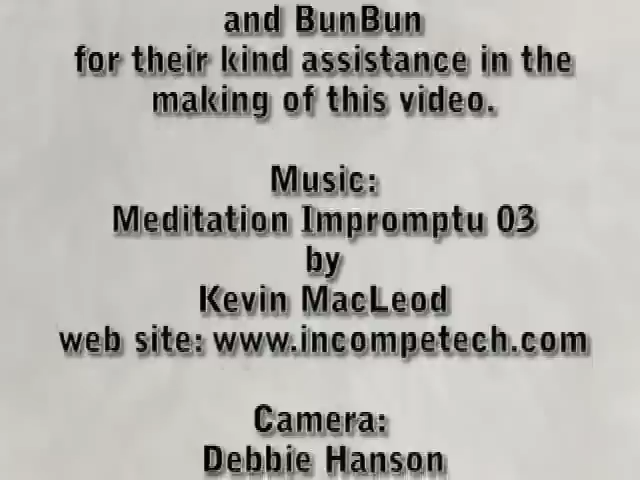 and BunBun
for their kind assistance in the
making of this video.
Music:
Meditation Impromptu 03
by
Kevin MacLeod
web site: www.incompetech.com
Camera:
Debbie Hanson